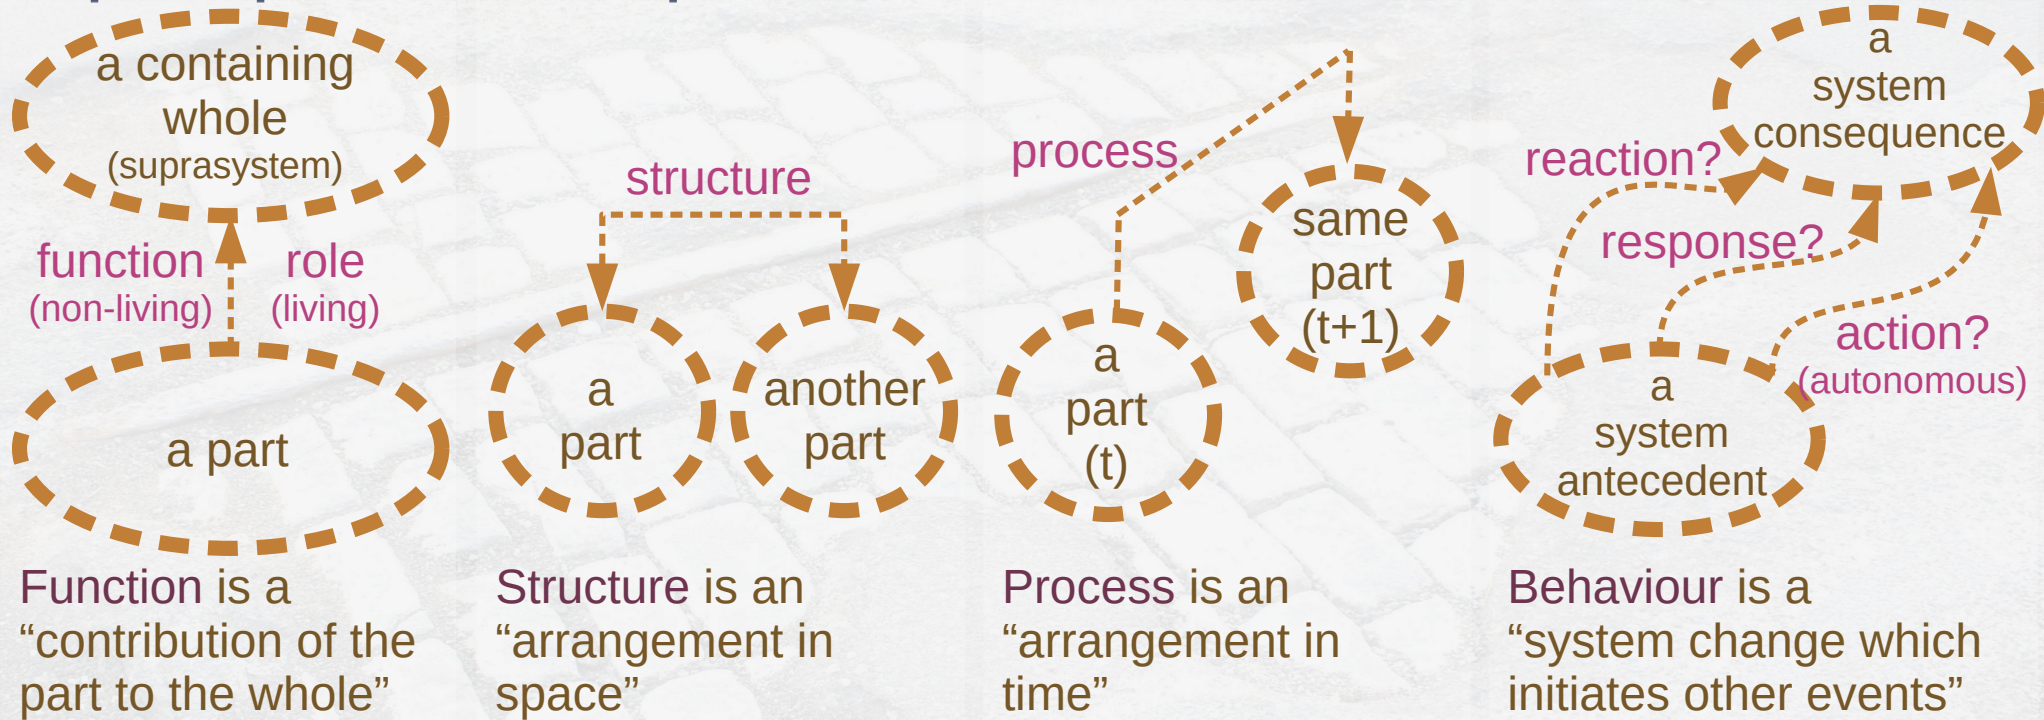 a containing
whole
(suprasystem)
function
(non-living)
role
(living)
a part
Function is a
“contribution of the
part to the whole”
structure
a
part
another
part
Structure is an
“arrangement in
space”
process
a
part
(t)
same
part
(t+1)
Process is an
“arrangement in
time”
a
system
consequence
reaction?
response?
action?
(autonomous)
a
system
antecedent
Behaviour is a
“system change which
initiates other events”